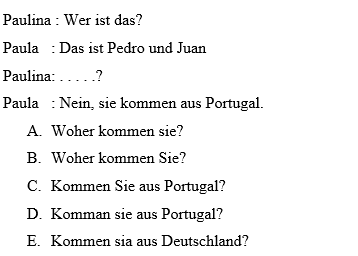 Paulina : Wer ist das?
Paula : Das ist Pedro und Juan
Paulina: . . . . .?
Paula : Nein, sie kommen aus Portugal.
A. Woher kommen sie?
B. Woher kommen Sie?
C. Kommen Sie aus Portugal?
D. Komman sie aus Portugal?
E. Kommen sia aus Deutschland?